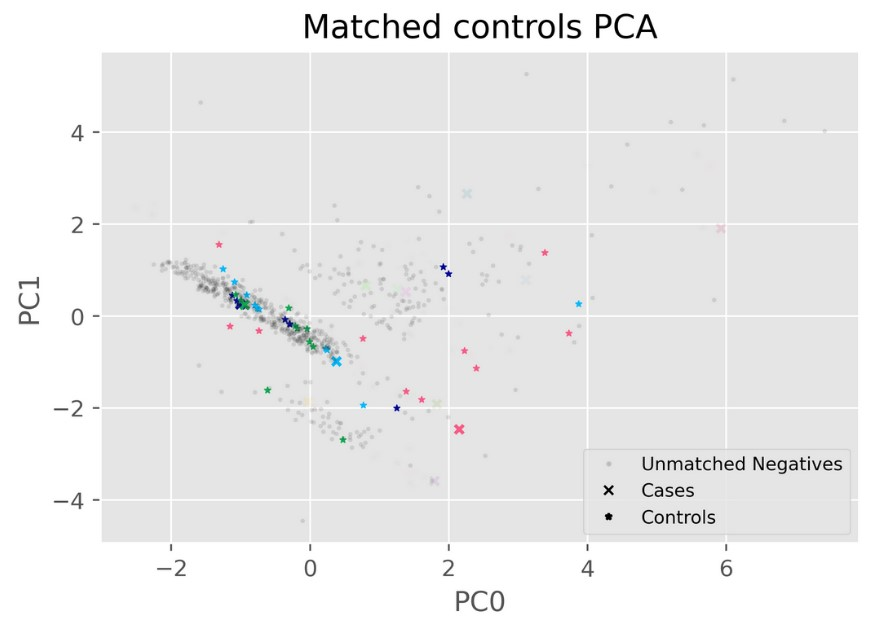 Matched controls PCA
PC1
4
2
0
−2
−4
−2
0
2
4
6
PC0
Unmatched Negatives
Cases
Controls